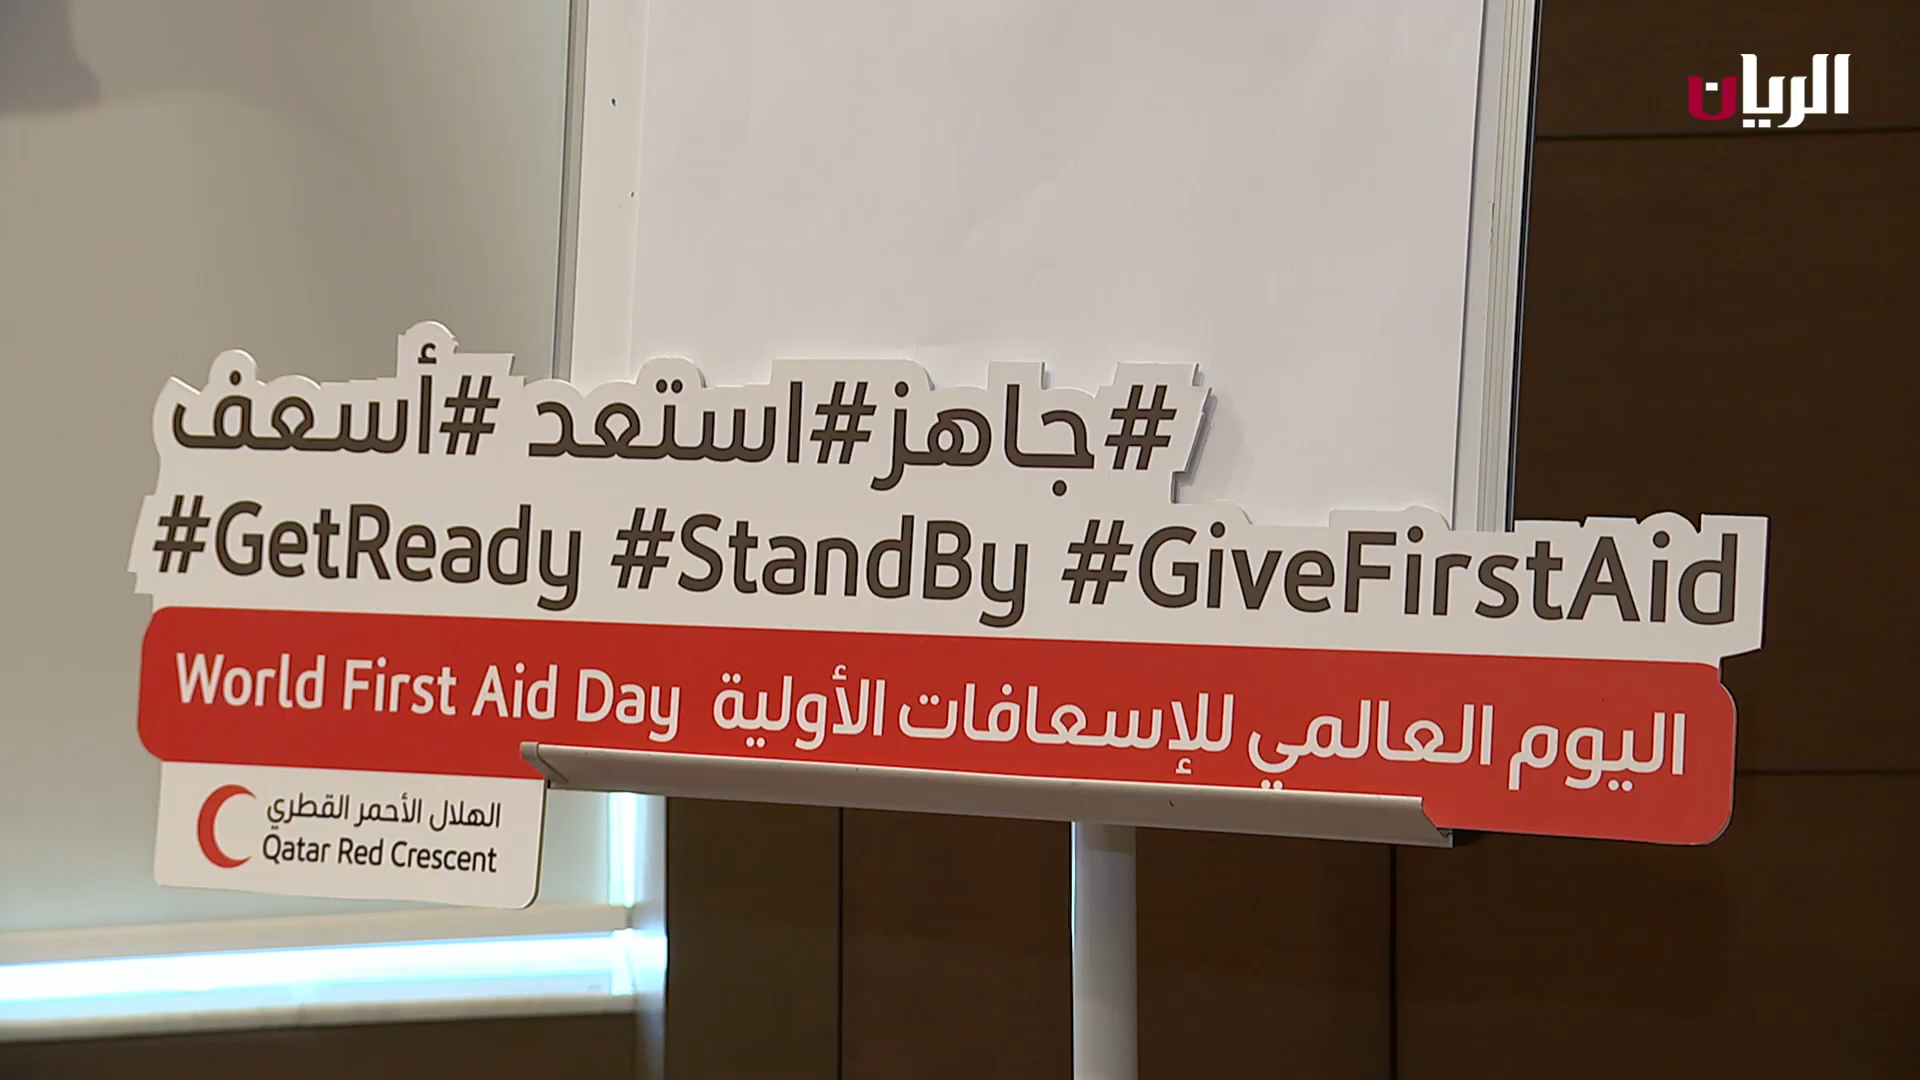 الريان
#جاهز#استعد #أسعف
#GetReady #StandBy #GiveFirstAid
World First Aid Day اليوم العالمي للإسعافات الأولية
الهلال الأحمر القطري
Qatar Red Crescent